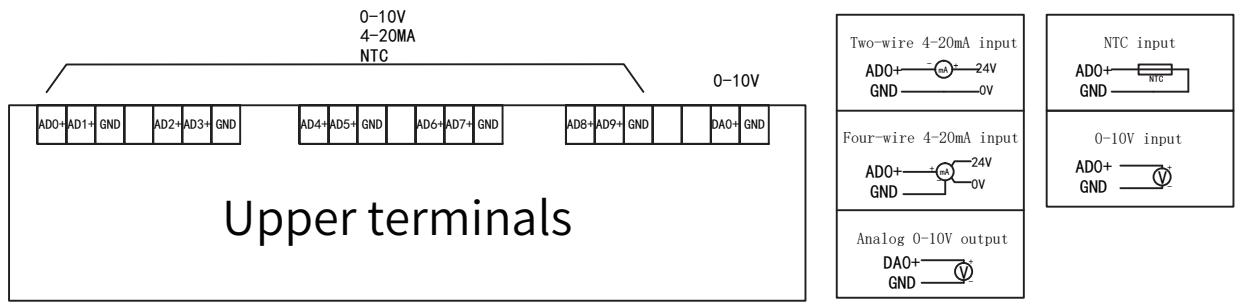 0-10V
4-20MA
NTC
0-10V
AD0+ AD1+ GND AD2+ AD3+ GND AD4+ AD5+ GND AD6+ AD7+ GND AD8+ AD9+ GND DA0+ GND
Upper terminals
Two-wire 4-20mA input
AD0+ - mA + 24V
GND 0V
Four-wire 4-20mA input
AD0+ + mA 24V
GND - 0V
Analog 0-10V output
DA0+ +
V
GND -
NTC input
AD0+
NTC
GND
0-10V input
AD0+ +
V
GND -